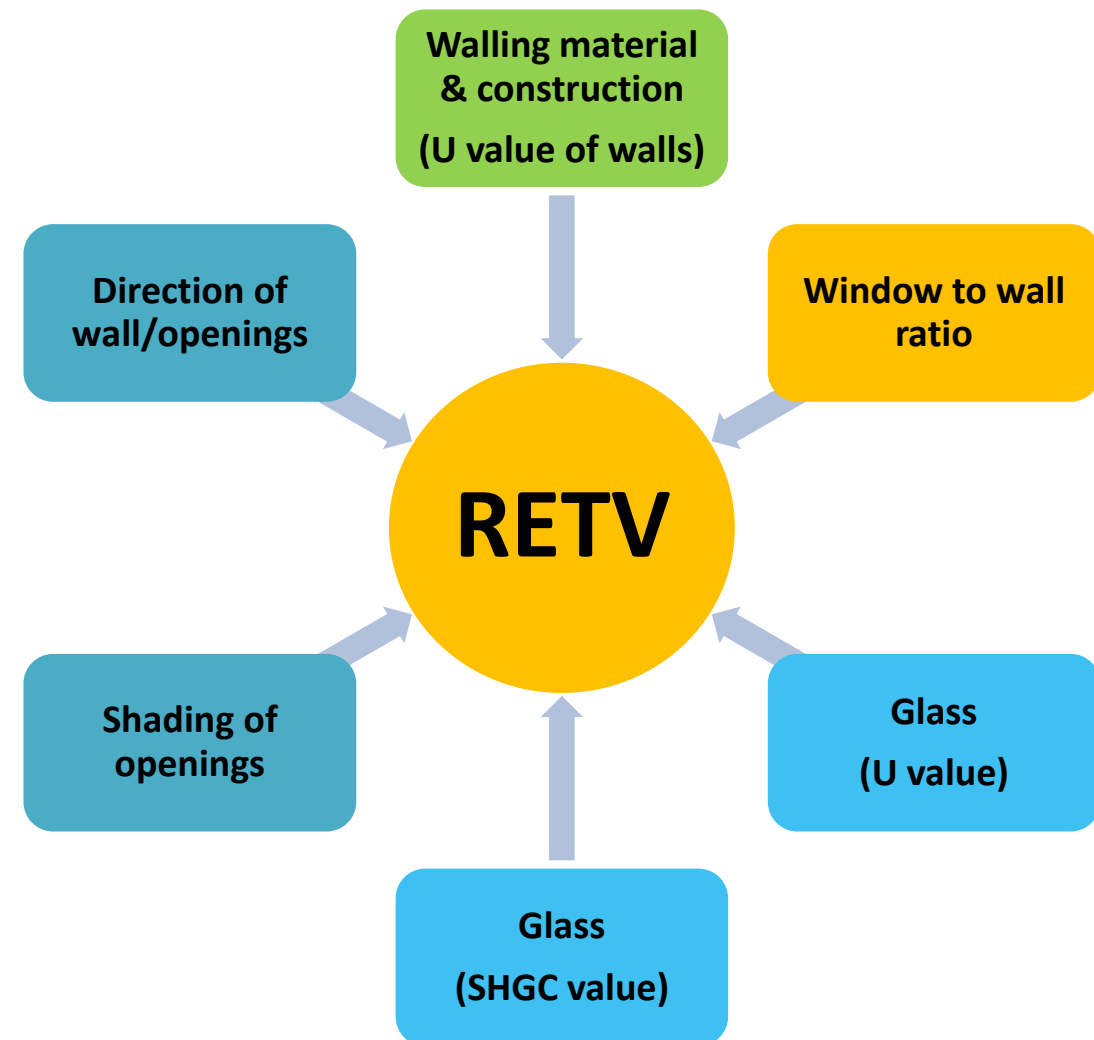 Walling material
& construction
(U value of walls)
Direction of
wall/openings
Window to wall
ratio
RETV
Shading of
openings
Glass
(U value)
Glass
(SHGC value)